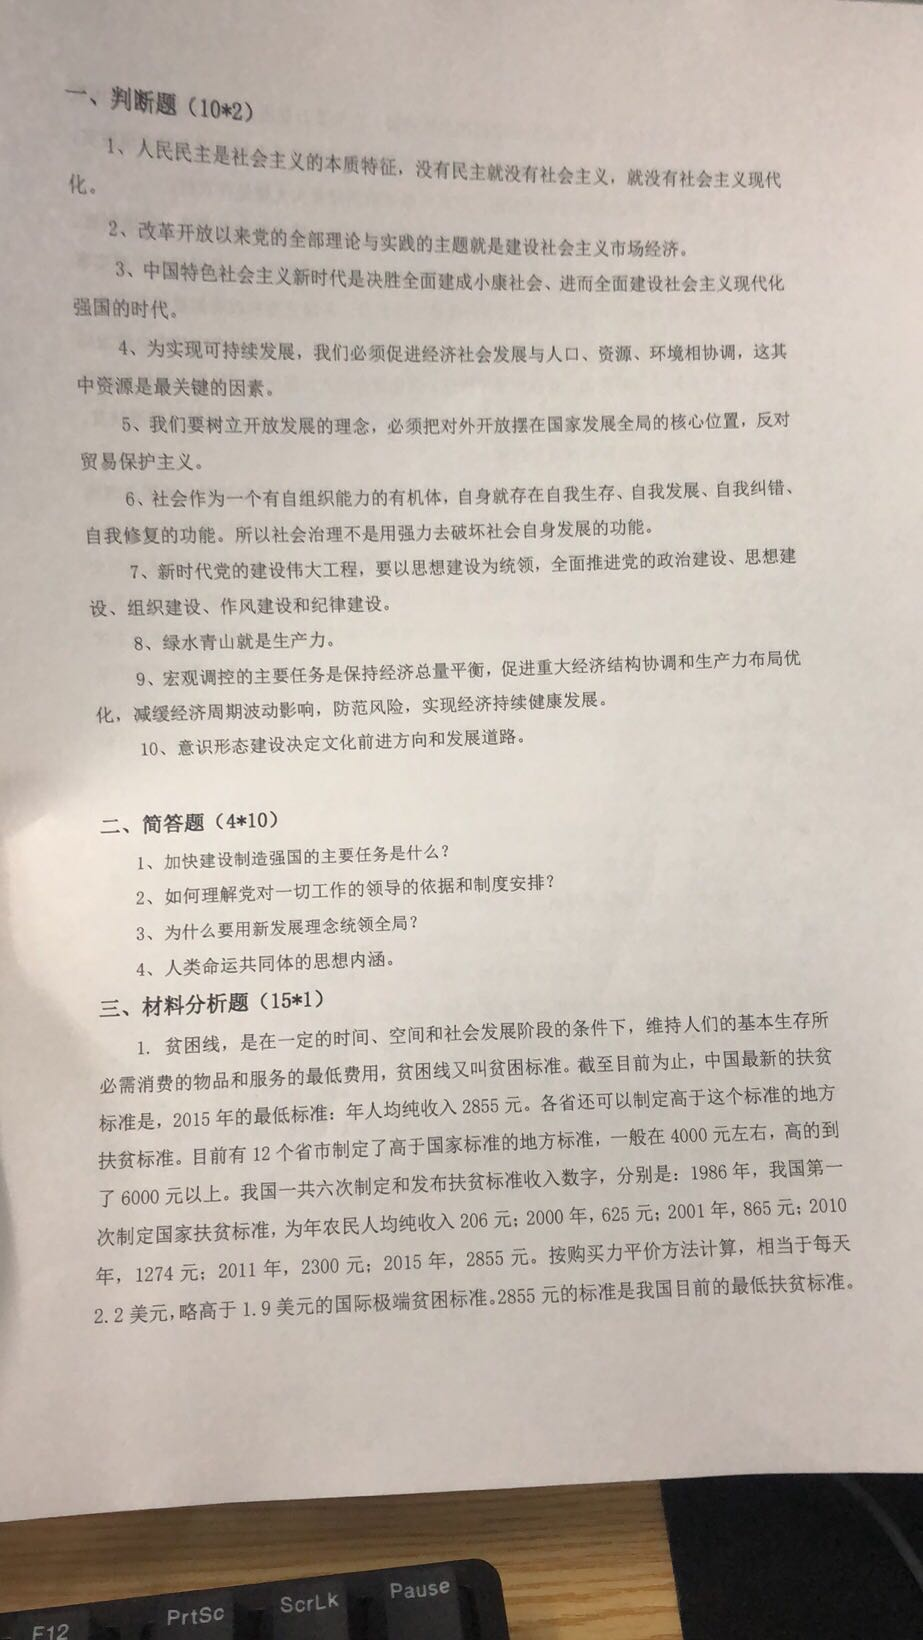 一、判断题（10*2）
1、人民民主是社会主义的本质特征，没有民主就没有社会主义，就没有社会主义现代
化。
2、改革开放以来党的全部理论与实践的主题就是建设社会主义市场经济。
3、中国特色社会主义新时代是决胜全面建成小康社会、进而全面建设社会主义现代化
强国的时代。
4、为实现可持续发展，我们必须促进经济社会发展与人口、资源、环境相协调，这其
中资源是最关键的因素。
5、我们要树立开放发展的理念，必须把对外开放摆在国家发展全局的核心位置，反对
贸易保护主义。
6、社会作为一个有自组织能力的有机体，自身就存在自我生存、自我发展、自我纠错、
自我修复的功能。所以社会治理不是用强力去破坏社会自身发展的功能。
7、新时代党的建设伟大工程，要以思想建设为统领，全面推进党的政治建设、思想建
设、组织建设、作风建设和纪律建设。
8、绿水青山就是生产力。
9、宏观调控的主要任务是保持经济总量平衡，促进重大经济结构协调和生产力布局优
化，减缓经济周期波动影响，防范风险，实现经济持续健康发展。
10、意识形态建设决定文化前进方向和发展道路。
二、简答题（4*10）
1、加快建设制造强国的主要任务是什么？
2、如何理解党对一切工作的领导的依据和制度安排？
3、为什么要用新发展理念统领全局？
4、人类命运共同体的思想内涵。
三、材料分析题（15*1）
1. 贫困线，是在一定的时间、空间和社会发展阶段的条件下，维持人们的基本生存所
必需消费的物品和服务的最低费用，贫困线又叫贫困标准。截至目前为止，中国最新的扶贫
标准是，2015 年的最低标准：年人均纯收入 2855 元。各省还可以制定高于这个标准的地方
扶贫标准。目前有 12 个省市制定了高于国家标准的地方标准，一般在 4000 元左右，高的到
了 6000 元以上。我国一共六次制定和发布扶贫标准收入数字，分别是：1986 年，我国第一
次制定国家扶贫标准，为年农民人均纯收入 206 元；2000 年，625 元；2001 年，865 元；2010
年，1274 元；2011 年，2300 元；2015 年，2855 元。按购买力平价方法计算，相当于每天
2.2 美元，略高于 1.9 美元的国际极端贫困标准。2855 元的标准是我国目前的最低扶贫标准。
F12
PrtSc
ScrLk
Pause